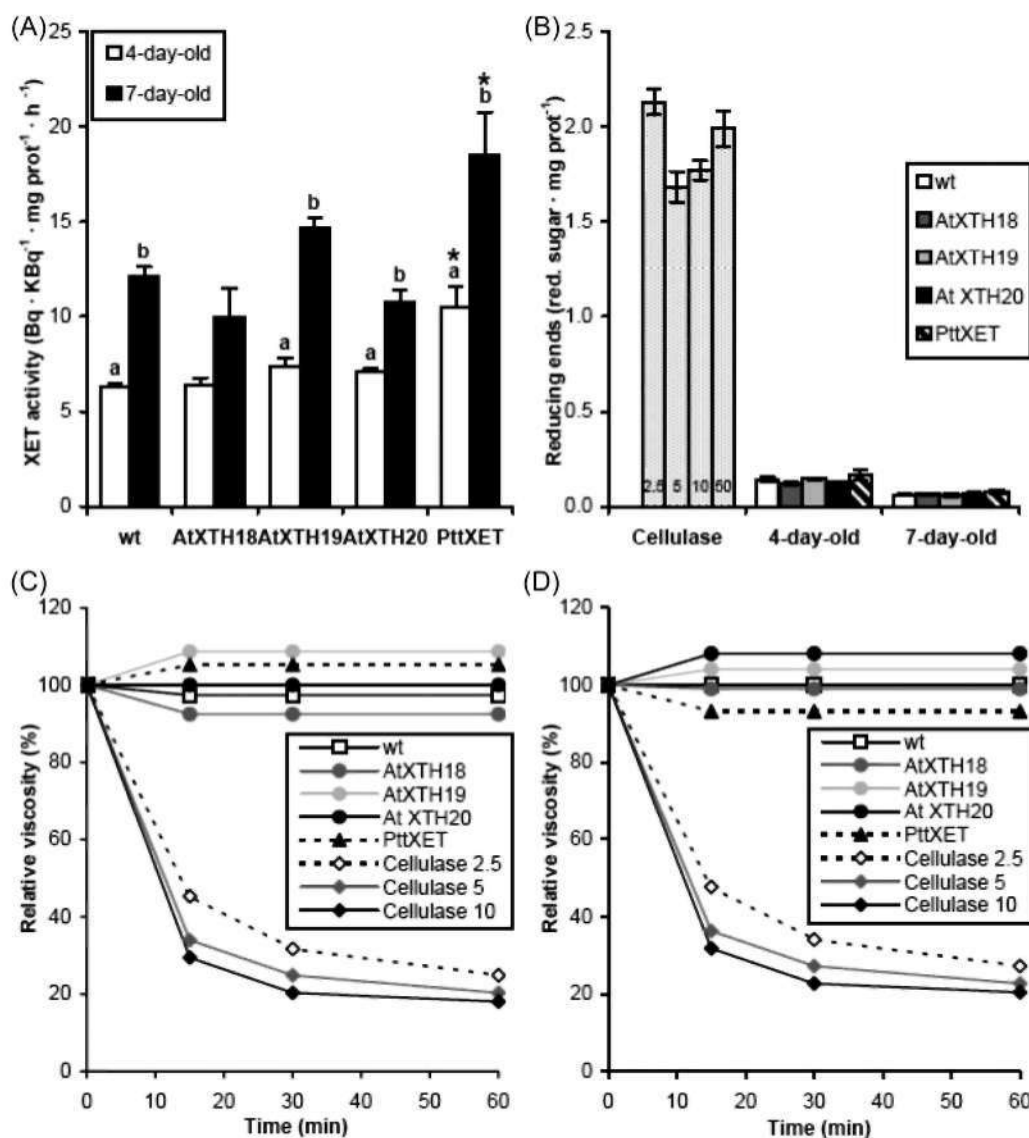 (A)
XET activity (Bq · KBq⁻¹ · mg prot⁻¹ · h⁻¹)
25
20
15
10
5
0
4-day-old
7-day-old
a
b
a
b
a
b
*
a
*
b
wt
AtXTH18
AtXTH19
AtXTH20
PttXET
(B)
Reducing ends (red. sugar · mg prot⁻¹)
2.5
2.0
1.5
1.0
0.5
0.0
2.5
5
10
50
wt
AtXTH18
AtXTH19
At XTH20
PttXET
Cellulase
4-day-old
7-day-old
(C)
Relative viscosity (%)
120
100
80
60
40
20
0
wt
AtXTH18
AtXTH19
At XTH20
PttXET
Cellulase 2.5
Cellulase 5
Cellulase 10
0
10
20
30
40
50
60
Time (min)
(D)
Relative viscosity (%)
120
100
80
60
40
20
0
wt
AtXTH18
AtXTH19
At XTH20
PttXET
Cellulase 2.5
Cellulase 5
Cellulase 10
0
10
20
30
40
50
60
Time (min)